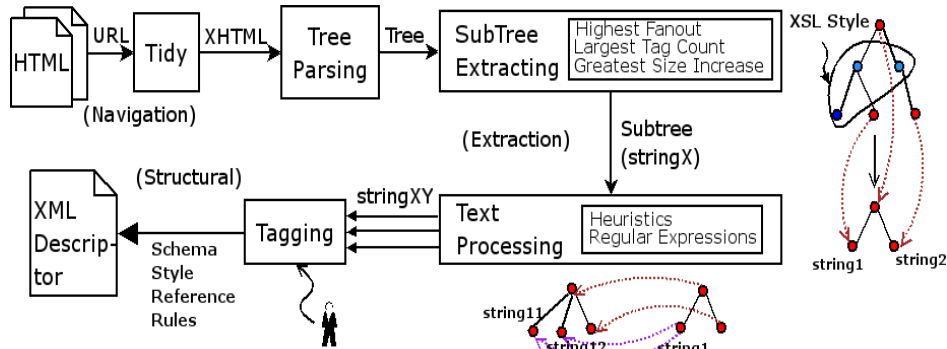 HTML
URL
Tidy
XHTML
Tree
Parsing
Tree
SubTree
Extracting
Highest Fanout
Largest Tag Count
Greatest Size Increase
XSL Style
(Navigation)
(Extraction)
Subtree
(stringX)
(Structural)
XML
Descrip-
tor
Schema
Style
Reference
Rules
Tagging
stringXY
Text
Processing
Heuristics
Regular Expressions
string1
string2
string11
string12
string1